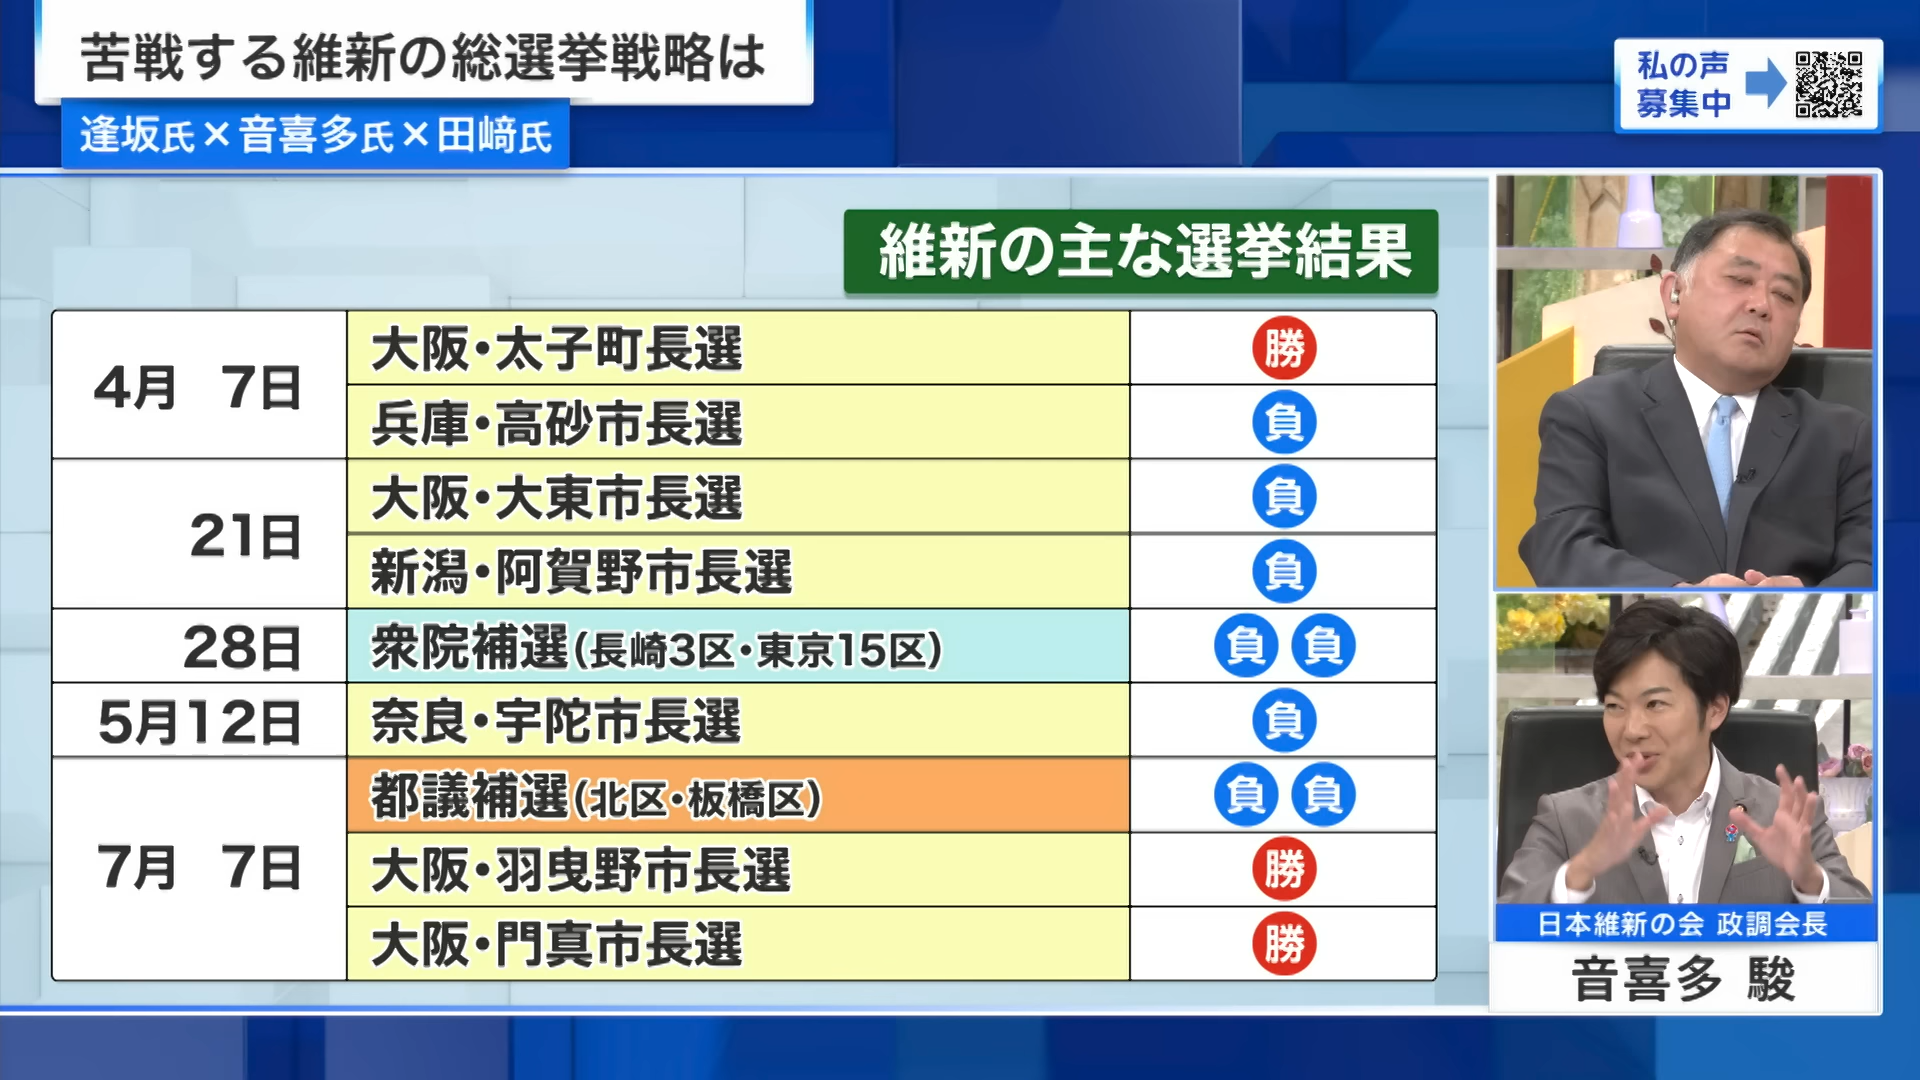 苦戦する維新の総選挙戦略は
逢坂氏×音喜多氏×田﨑氏
私の声
募集中
維新の主な選挙結果
4月 7日 大阪・太子町長選 勝
兵庫・高砂市長選 負
21日 大阪・大東市長選 負
新潟・阿賀野市長選 負
28日 衆院補選(長崎3区・東京15区) 負 負
5月12日 奈良・宇陀市長選 負
7月 7日 都議補選(北区・板橋区) 負 負
大阪・羽曳野市長選 勝
大阪・門真市長選 勝
日本維新の会 政調会長
音喜多 駿